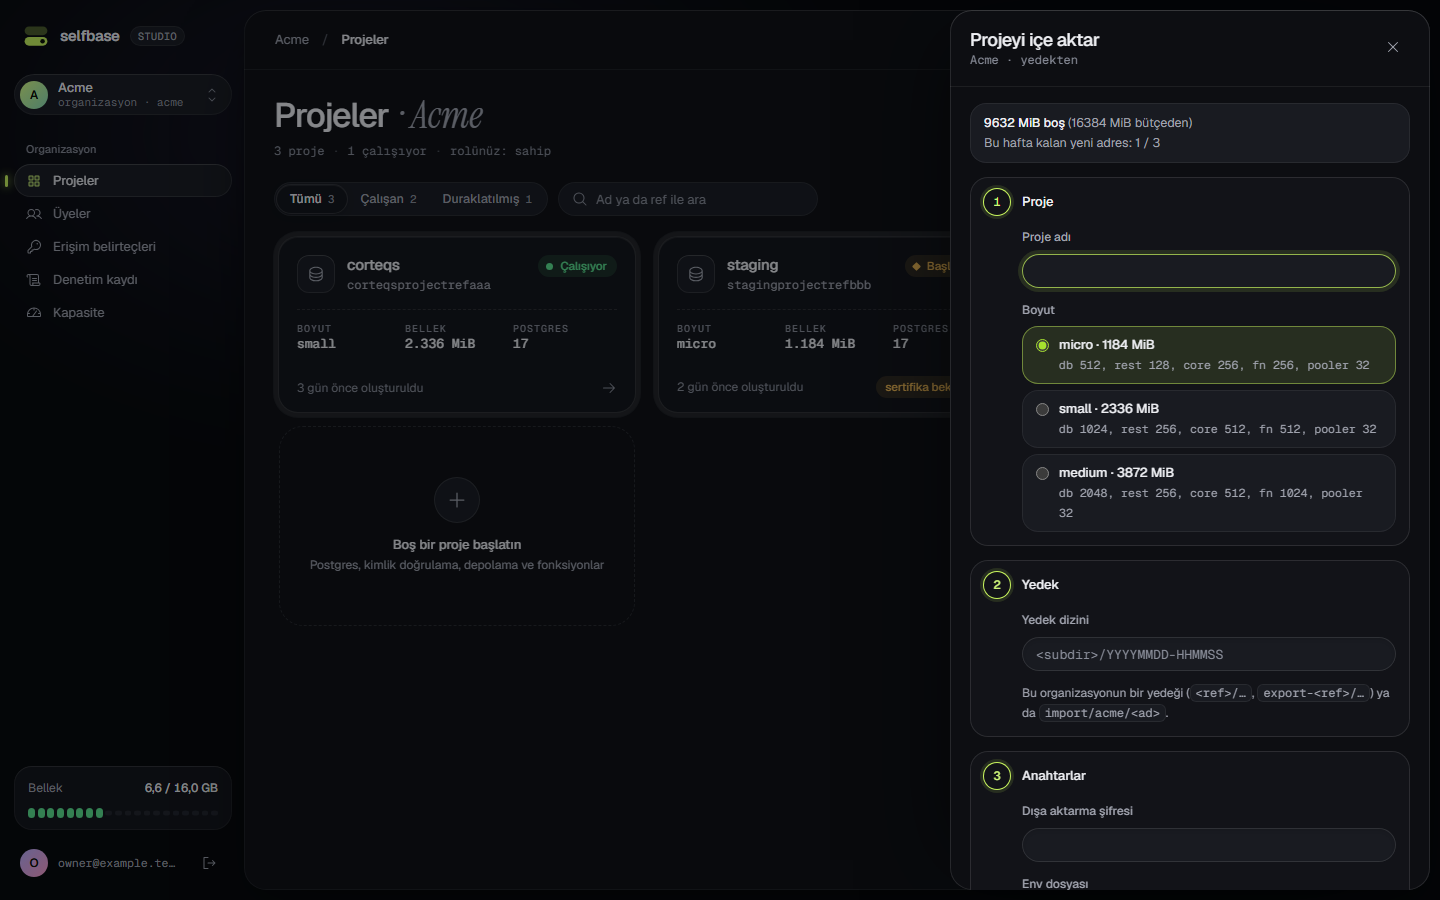 selfbase STUDIO
A
Acme
organizasyon · acme
Organizasyon
Projeler
Üyeler
Erişim belirteçleri
Denetim kaydı
Kapasite
Bellek 6,6 / 16,0 GB
O
owner@example.te…
Acme / Projeler
Projeler · Acme
3 proje · 1 çalışıyor · rolünüz: sahip
Tümü 3 Çalışan 2 Duraklatılmış 1
Ad ya da ref ile ara
corteqs
corteqsprojectrefaaa
Çalışıyor
BOYUT BELLEK POSTGRES
small 2.336 MiB 17
3 gün önce oluşturuldu
staging
stagingprojectrefbbb
Başl
BOYUT BELLEK POSTGRES
micro 1.184 MiB 17
2 gün önce oluşturuldu
sertifika bek
Boş bir proje başlatın
Postgres, kimlik doğrulama, depolama ve fonksiyonlar
Projeyi içe aktar
Acme · yedekten
9632 MiB boş (16384 MiB bütçeden)
Bu hafta kalan yeni adres: 1 / 3
1 Proje
Proje adı
Boyut
micro · 1184 MiB
db 512, rest 128, core 256, fn 256, pooler 32
small · 2336 MiB
db 1024, rest 256, core 512, fn 512, pooler 32
medium · 3872 MiB
db 2048, rest 256, core 512, fn 1024, pooler
32
2 Yedek
Yedek dizini
<subdir>/YYYYMMDD-HHMMSS
Bu organizasyonun bir yedeği ( <ref>/… , export-<ref>/… ) ya
da import/acme/<ad> .
3 Anahtarlar
Dışa aktarma şifresi
Env dosyası